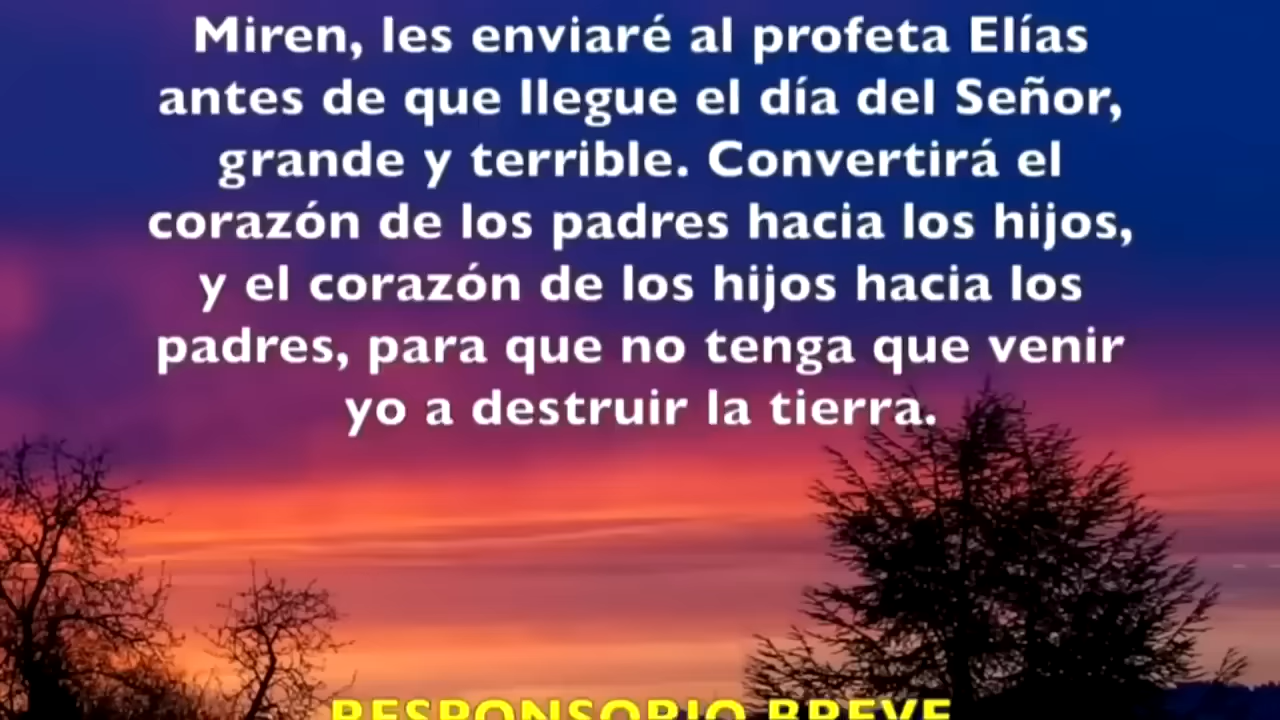 Miren, les enviaré al profeta Elías
antes de que llegue el día del Señor,
grande y terrible. Convertirá el
corazón de los padres hacia los hijos,
y el corazón de los hijos hacia los
padres, para que no tenga que venir
yo a destruir la tierra.
RESPONSORIO BREVE